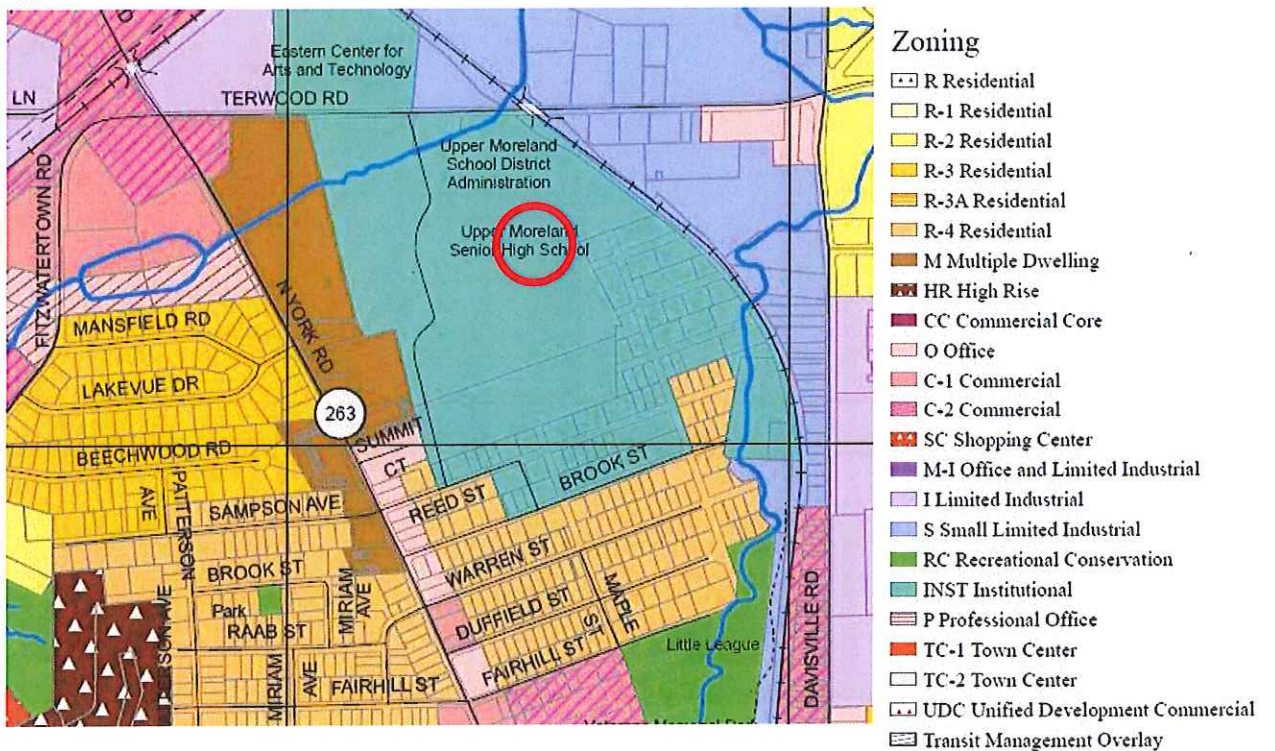 Eastern Center for
Arts and Technology
LN
TERWOOD RD
Upper Moreland
School District
Administration
Upper Moreland
Senior High School
FITZWATERTOWN RD
N YORK RD
MANSFIELD RD
LAKEVUE DR
263
BEECHWOOD RD
SUMMIT
CT
AVE
PATTERSON
SAMPSON AVE
REED ST
BROOK ST
WARREN ST
BROOK ST
MIRIAM
AVE
Park
RAAB ST
DUFFIELD ST
MAPLE
ST
MIRIAM
AVE
FAIRHILL ST
FAIRHILL ST
Little League
DAVISVILLE RD
Zoning
R Residential
R-1 Residential
R-2 Residential
R-3 Residential
R-3A Residential
R-4 Residential
M Multiple Dwelling
HR High Rise
CC Commercial Core
O Office
C-1 Commercial
C-2 Commercial
SC Shopping Center
M-I Office and Limited Industrial
I Limited Industrial
S Small Limited Industrial
RC Recreational Conservation
INST Institutional
P Professional Office
TC-1 Town Center
TC-2 Town Center
UDC Unified Development Commercial
Transit Management Overlay